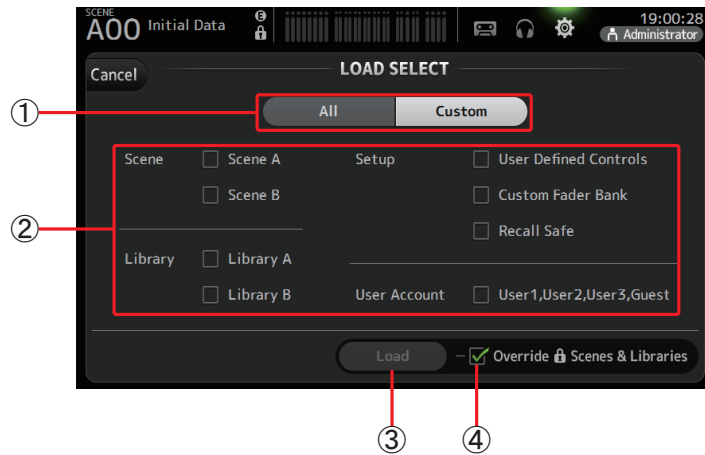 SCENE
A00 Initial Data
E
19:00:28
Administrator
Cancel
LOAD SELECT
①
All
Custom
②
Scene
Scene A
Scene B
Library
Library A
Library B
Setup
User Defined Controls
Custom Fader Bank
Recall Safe
User Account
User1,User2,User3,Guest
Load
Override Scenes & Libraries
③
④